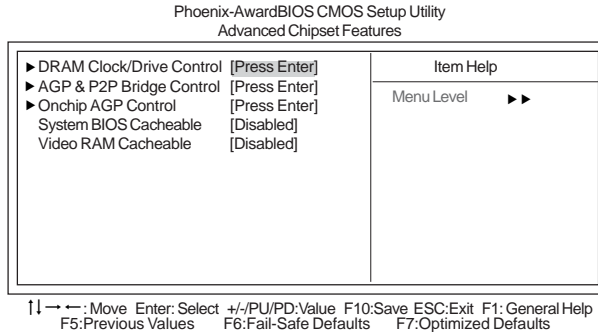 Phoenix-AwardBIOS CMOS Setup Utility
Advanced Chipset Features
▶ DRAM Clock/Drive Control [Press Enter]
▶ AGP & P2P Bridge Control [Press Enter]
▶ Onchip AGP Control [Press Enter]
System BIOS Cacheable [Disabled]
Video RAM Cacheable [Disabled]
Item Help
Menu Level ▶▶
↑↓→←: Move Enter: Select +/-/PU/PD:Value F10:Save ESC:Exit F1: General Help
F5:Previous Values F6:Fail-Safe Defaults F7:Optimized Defaults